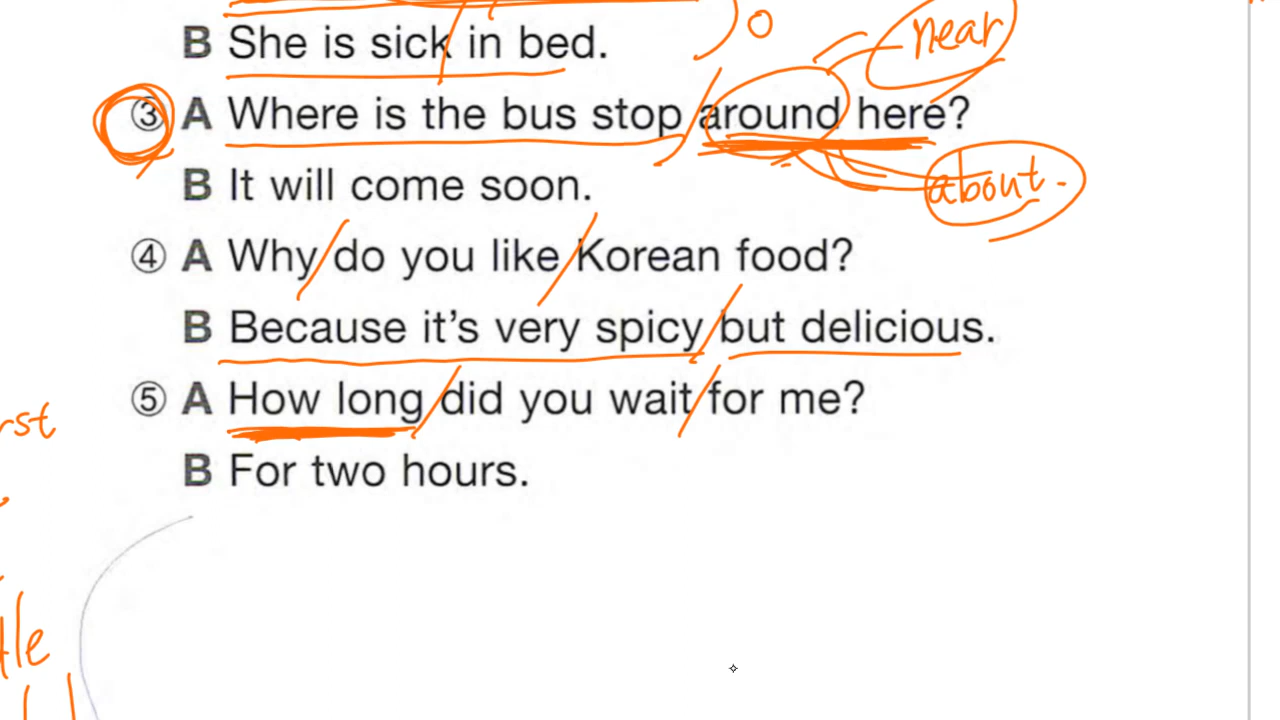 B She is sick in bed.
near
③ A Where is the bus stop around here?
B It will come soon.
about.
④ A Why do you like Korean food?
B Because it's very spicy but delicious.
⑤ A How long did you wait for me?
rst
B For two hours.